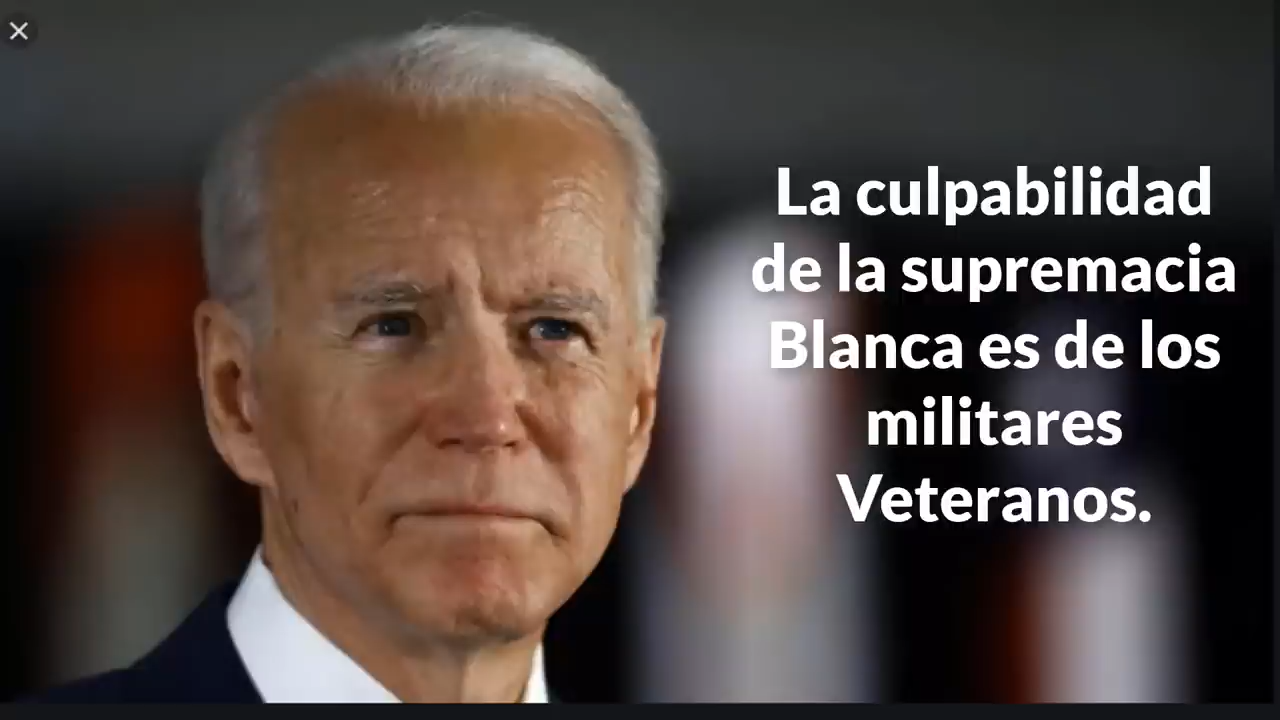 La culpabilidad
de la supremacia
Blanca es de los
militares
Veteranos.